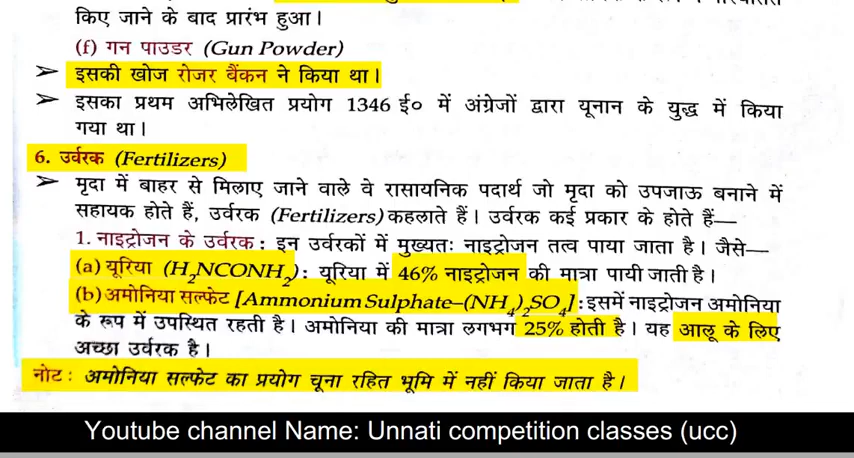 किए जाने के बाद प्रारंभ हुआ।
(f) गन पाउडर (Gun Powder)
➤ इसकी खोज रोजर बैंकन ने किया था।
➤ इसका प्रथम अभिलेखित प्रयोग 1346 ई० में अंग्रेजों द्वारा यूनान के युद्ध में किया
गया था।
6. उर्वरक (Fertilizers)
➤ मृदा में बाहर से मिलाए जाने वाले वे रासायनिक पदार्थ जो मृदा को उपजाऊ बनाने में
सहायक होते हैं, उर्वरक (Fertilizers) कहलाते हैं। उर्वरक कई प्रकार के होते हैं—
1. नाइट्रोजन के उर्वरक : इन उर्वरकों में मुख्यतः नाइट्रोजन तत्व पाया जाता है। जैसे—
(a) यूरिया (H₂NCONH₂) : यूरिया में 46% नाइट्रोजन की मात्रा पायी जाती है।
(b) अमोनिया सल्फेट [Ammonium Sulphate–(NH₄)₂SO₄] : इसमें नाइट्रोजन अमोनिया
के रूप में उपस्थित रहती है। अमोनिया की मात्रा लगभग 25% होती है। यह आलू के लिए
अच्छा उर्वरक है।
नोट : अमोनिया सल्फेट का प्रयोग चूना रहित भूमि में नहीं किया जाता है।
Youtube channel Name: Unnati competition classes (ucc)